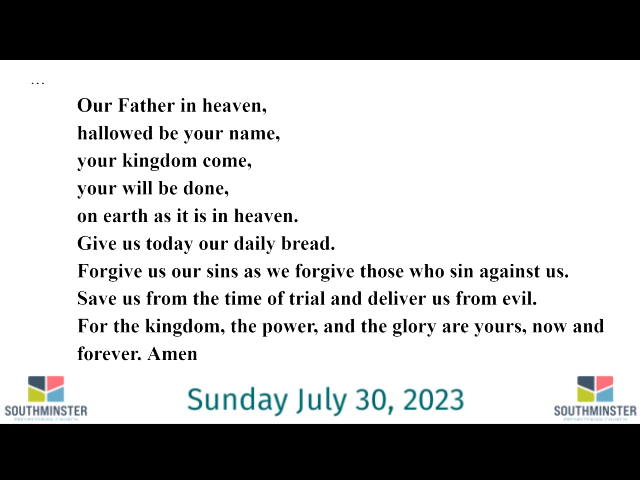 ...
Our Father in heaven,
hallowed be your name,
your kingdom come,
your will be done,
on earth as it is in heaven.
Give us today our daily bread.
Forgive us our sins as we forgive those who sin against us.
Save us from the time of trial and deliver us from evil.
For the kingdom, the power, and the glory are yours, now and
forever. Amen
Sunday July 30, 2023
SOUTHMINSTER
SOUTHMINSTER